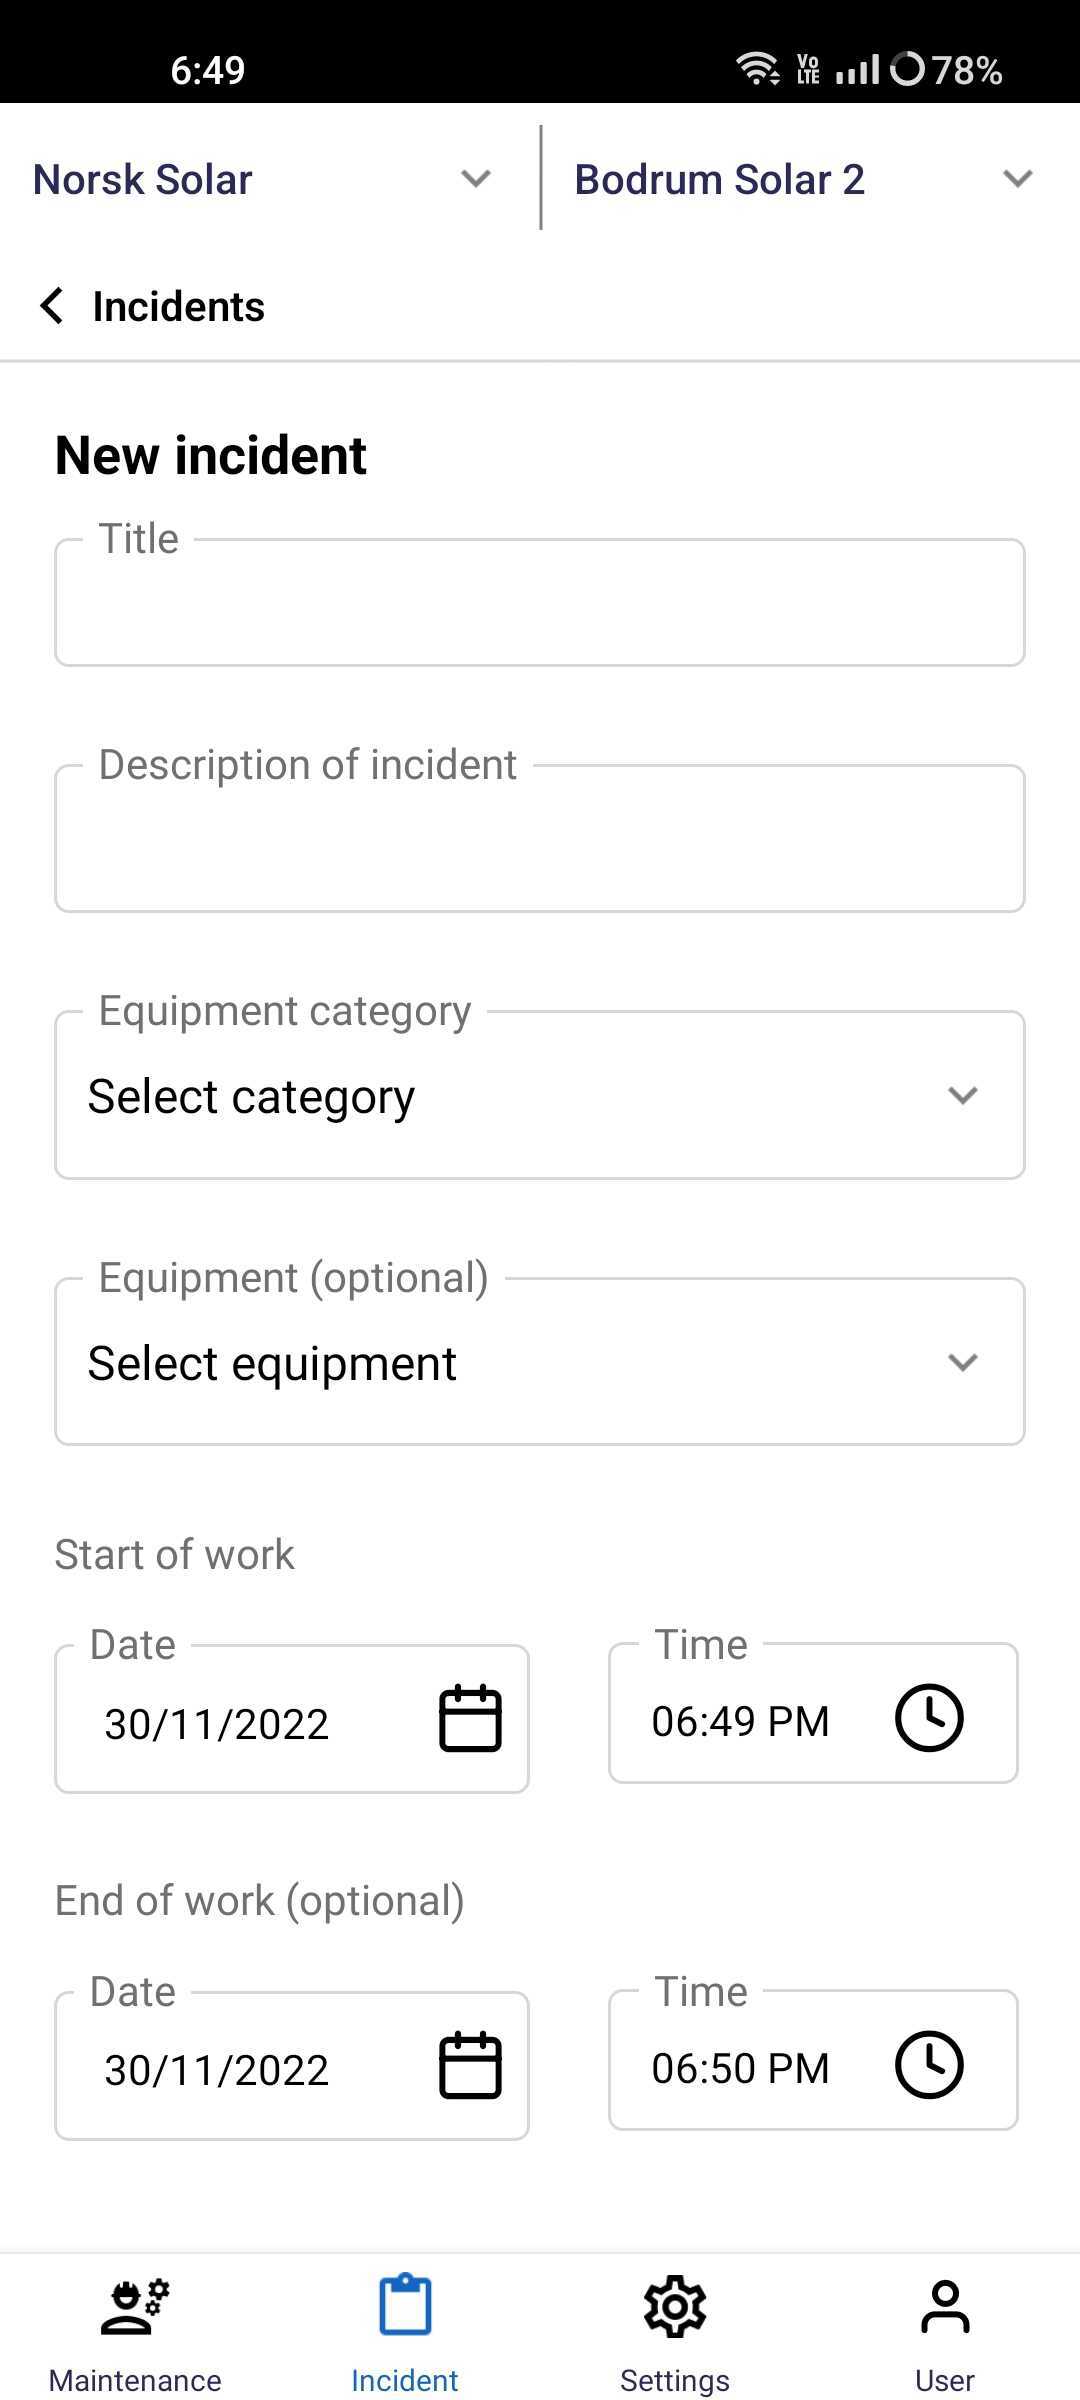 6:49 Vo LTE 78%
Norsk Solar Bodrum Solar 2
Incidents
New incident
Title
Description of incident
Equipment category
Select category
Equipment (optional)
Select equipment
Start of work
Date Time
30/11/2022 06:49 PM
End of work (optional)
Date Time
30/11/2022 06:50 PM
Maintenance Incident Settings User